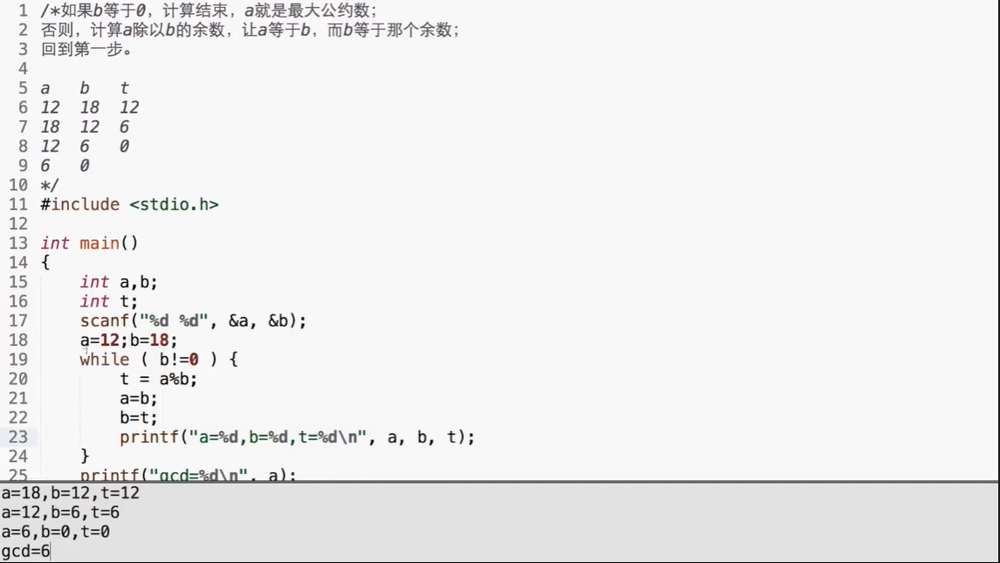 1 /*如果b等于0，计算结束，a就是最大公约数；
2 否则，计算a除以b的余数，让a等于b，而b等于那个余数；
3 回到第一步。
4
5 a b t
6 12 18 12
7 18 12 6
8 12 6 0
9 6 0
10 */
11 #include <stdio.h>
12
13 int main()
14 {
15 int a,b;
16 int t;
17 scanf("%d %d", &a, &b);
18 a=12;b=18;
19 while ( b!=0 ) {
20 t = a%b;
21 a=b;
22 b=t;
23 printf("a=%d,b=%d,t=%d\n", a, b, t);
24 }
25 printf("gcd=%d\n", a);
a=18,b=12,t=12
a=12,b=6,t=6
a=6,b=0,t=0
gcd=6